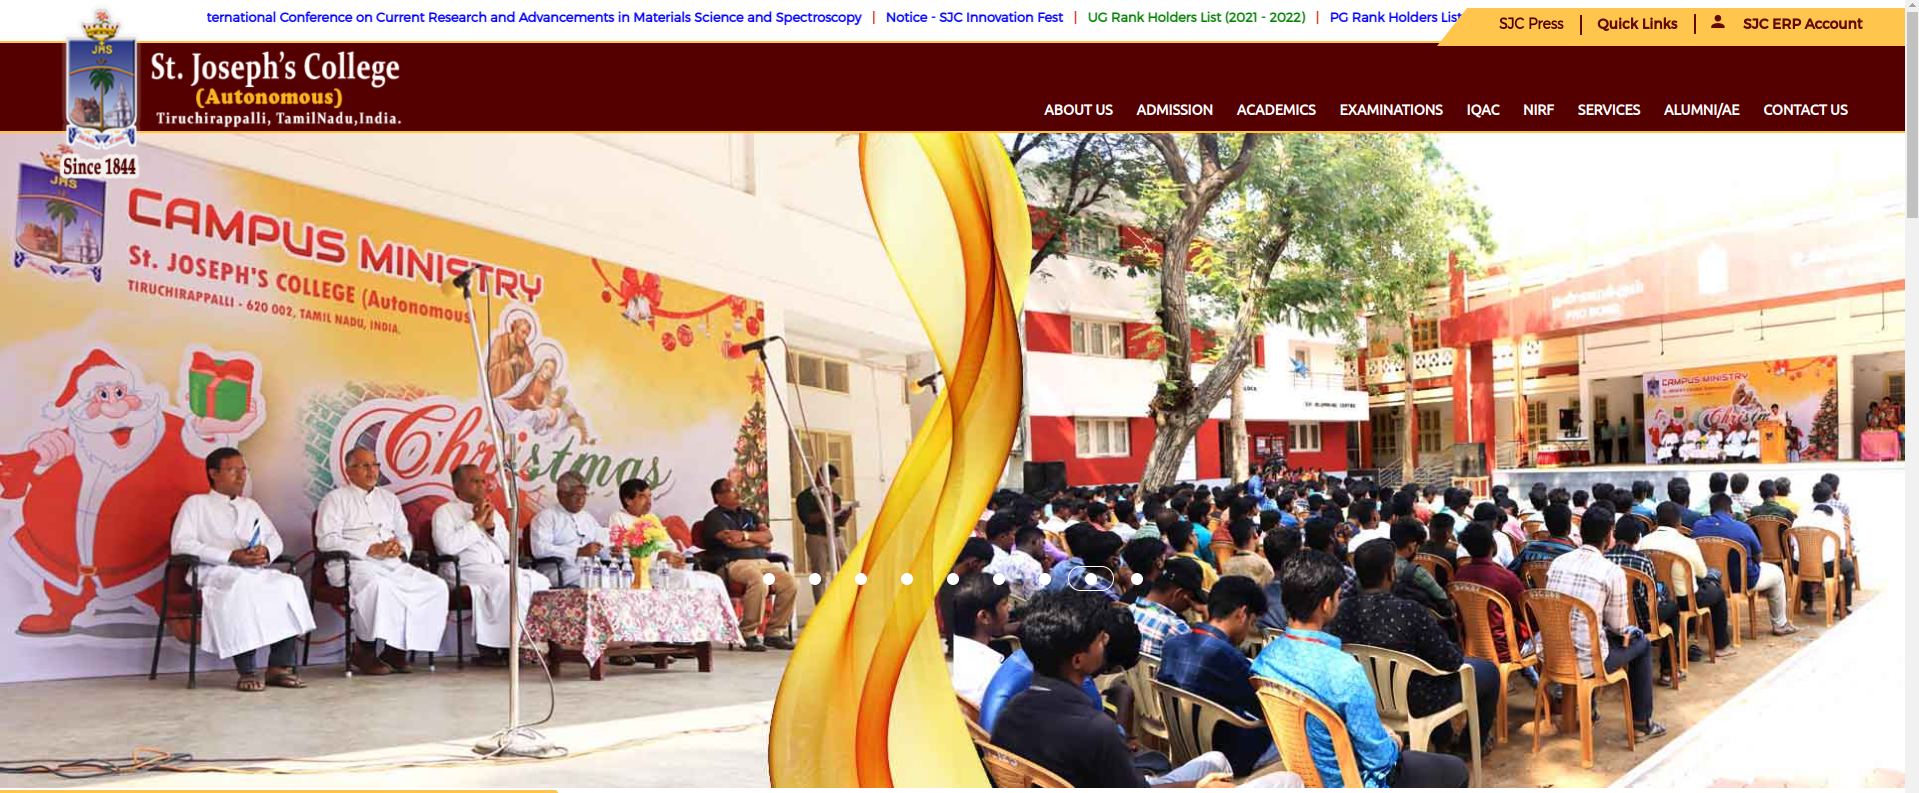 ternational Conference on Current Research and Advancements in Materials Science and Spectroscopy | Notice - SJC Innovation Fest | UG Rank Holders List (2021 - 2022) | PG Rank Holders List
SJC Press | Quick Links | SJC ERP Account
JHS
St. Joseph's College
(Autonomous)
Tiruchirappalli, TamilNadu,India.
Since 1844
ABOUT US ADMISSION ACADEMICS EXAMINATIONS IQAC NIRF SERVICES ALUMNI/AE CONTACT US
JHS
CAMPUS MINISTRY
St. JOSEPH'S COLLEGE (Autonomous
TIRUCHIRAPPALLI - 620 002, TAMIL NADU, INDIA.
Christmas
CAMPUS MINISTRY
Christm